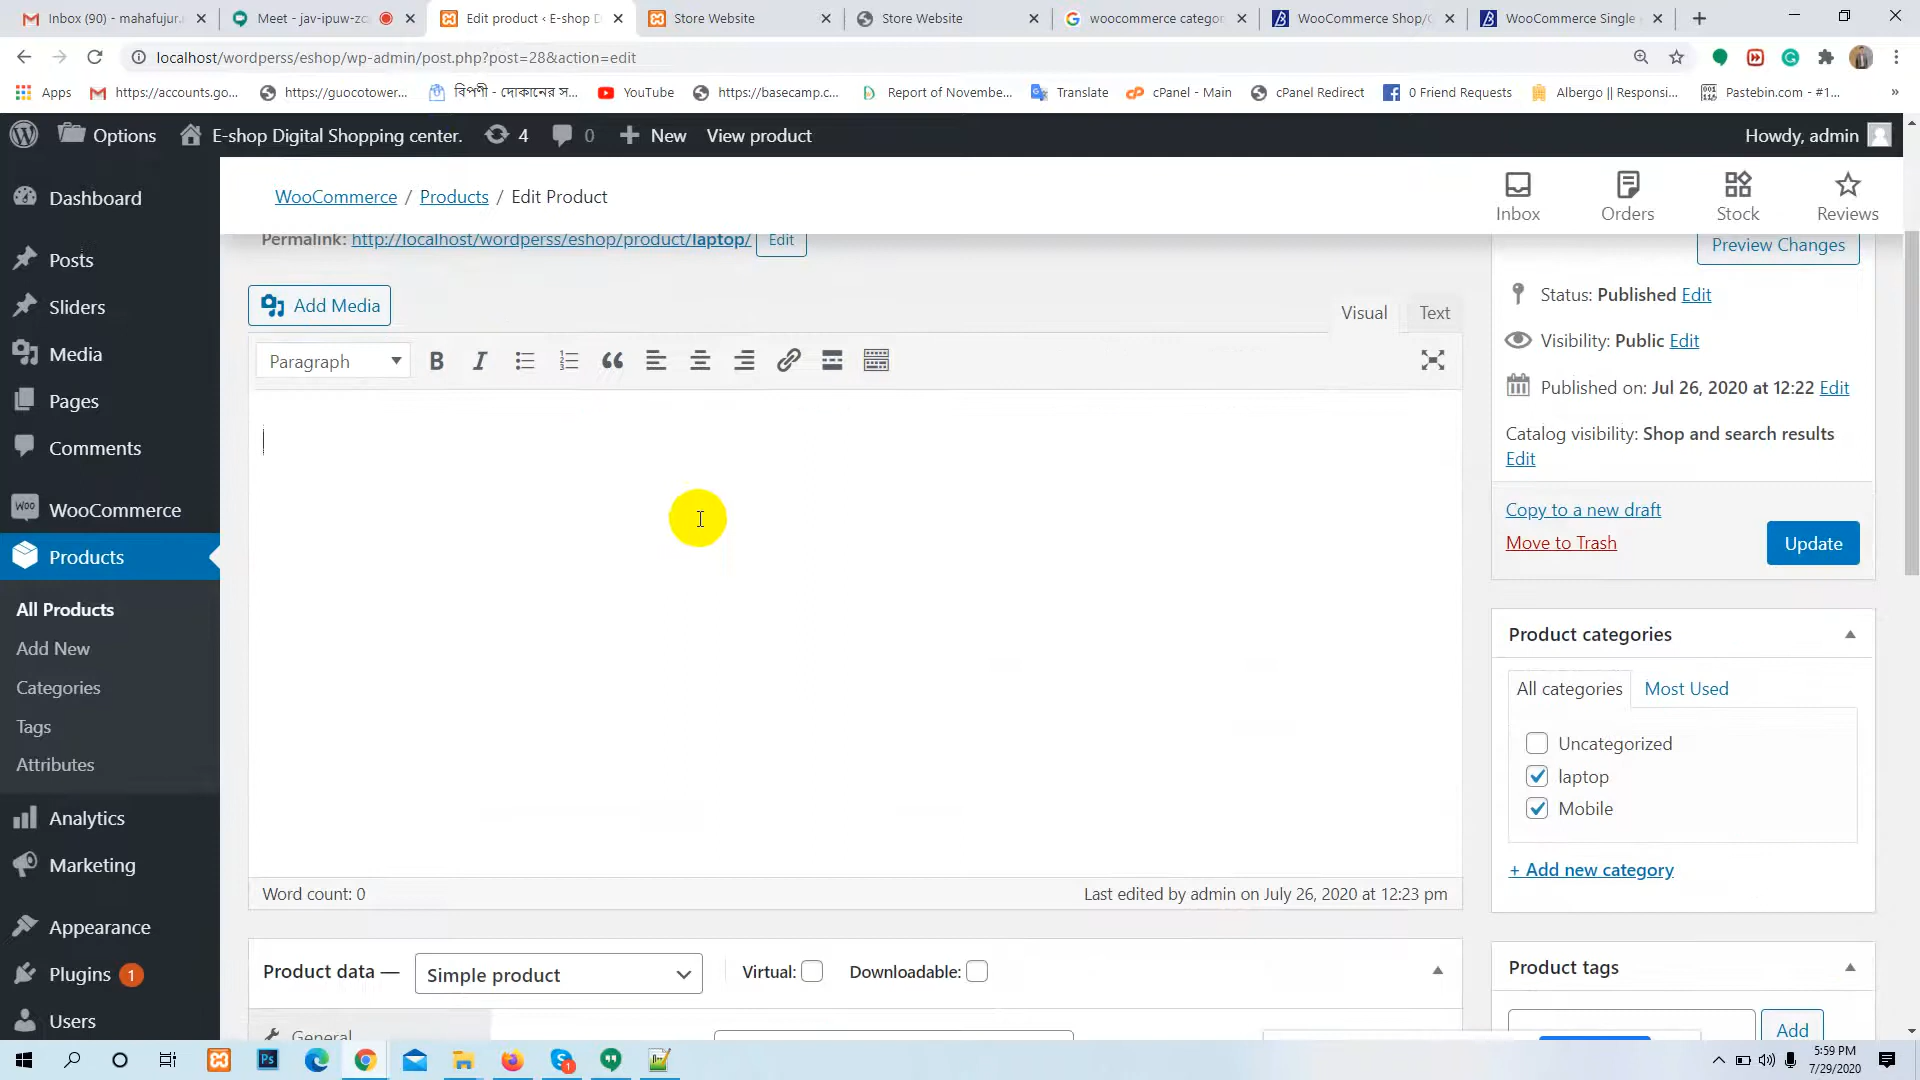 Inbox (90) - mahafujur.r
Meet - jav-ipuw-zc
Edit product ‹ E-shop D
Store Website
Store Website
woocommerce categor
WooCommerce Shop/C
WooCommerce Single
localhost/wordperss/eshop/wp-admin/post.php?post=28&action=edit
Apps
https://accounts.go...
https://guocotower...
বিপণী - দোকানের স...
YouTube
https://basecamp.c...
Report of Novembe...
Translate
cPanel - Main
cPanel Redirect
0 Friend Requests
Albergo || Responsi...
Pastebin.com - #1...
»
Options
E-shop Digital Shopping center.
4
0
New
View product
Howdy, admin
Dashboard
Posts
Sliders
Media
Pages
Comments
WooCommerce
Products
All Products
Add New
Categories
Tags
Attributes
Analytics
Marketing
Appearance
Plugins 1
Users
WooCommerce / Products / Edit Product
Inbox
Orders
Stock
Reviews
Permalink: http://localhost/wordperss/eshop/product/laptop/ Edit
Add Media
Visual
Text
Paragraph
Word count: 0
Last edited by admin on July 26, 2020 at 12:23 pm
Product data —
Simple product
Virtual:
Downloadable:
General
Preview Changes
Status: Published Edit
Visibility: Public Edit
Published on: Jul 26, 2020 at 12:22 Edit
Catalog visibility: Shop and search results
Edit
Copy to a new draft
Move to Trash
Update
Product categories
All categories
Most Used
Uncategorized
laptop
Mobile
+ Add new category
Product tags
Add
5:59 PM
7/29/2020